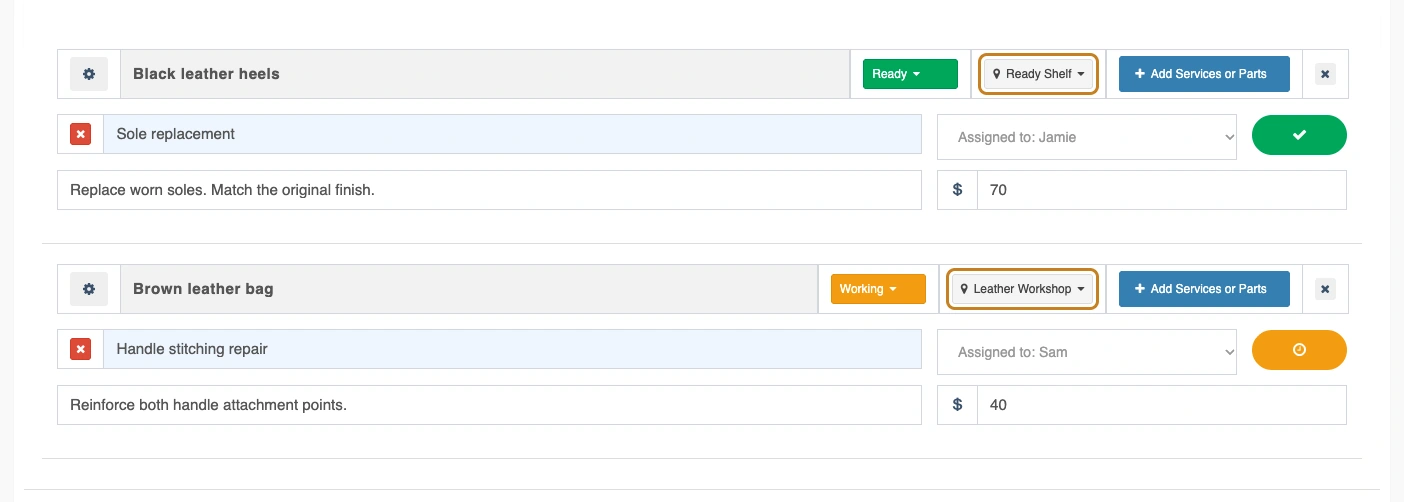 Black leather heels
Ready
Ready Shelf
+ Add Services or Parts
Sole replacement
Assigned to: Jamie
Replace worn soles. Match the original finish.
$ 70
Brown leather bag
Working
Leather Workshop
+ Add Services or Parts
Handle stitching repair
Assigned to: Sam
Reinforce both handle attachment points.
$ 40